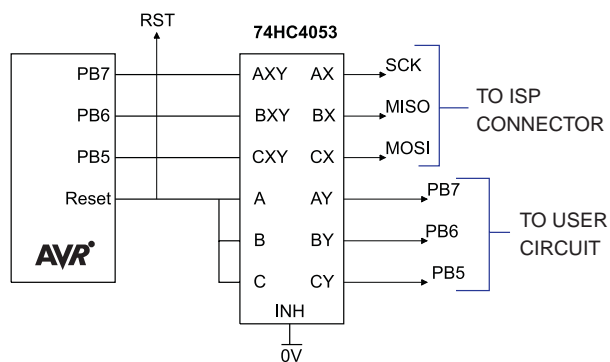 RST
74HC4053
PB7
AXY
AX
SCK
PB6
BXY
BX
MISO
PB5
CXY
CX
MOSI
TO ISP
CONNECTOR
Reset
A
AY
PB7
B
BY
PB6
C
CY
PB5
TO USER
CIRCUIT
AVR
INH
0V